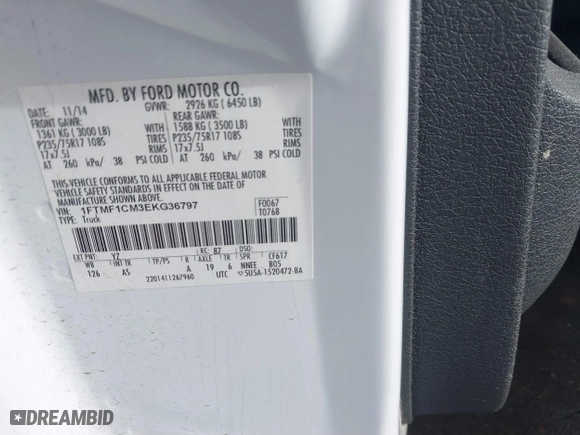 MFD. BY FORD MOTOR CO.
DATE: 11/14 GVWR: 2926 KG ( 6450 LB)
FRONT GAWR: REAR GAWR:
1361 KG ( 3000 LB) WITH 1588 KG ( 3500 LB) WITH
P235/75R17 108S TIRES P235/75R17 108S TIRES
17x7.5J RIMS 17x7.5J RIMS
AT 260 kPa/ 38 PSI COLD AT 260 kPa/ 38 PSI COLD
THIS VEHICLE CONFORMS TO ALL APPLICABLE FEDERAL MOTOR
VEHICLE SAFETY STANDARDS IN EFFECT ON THE DATE OF
MANUFACTURE SHOWN ABOVE.
VIN: 1FTMF1CM3EKG36797 F0067
TYPE: Truck T0768
EXT PNT: YZ RC: 87 DSO:
WB INT TR TP/PS R AXLE TR SPR CF617
126 AS A 19 6 NNEE B05
2201411267960 UTC 5U5A-1520472-BA
DREAMBID